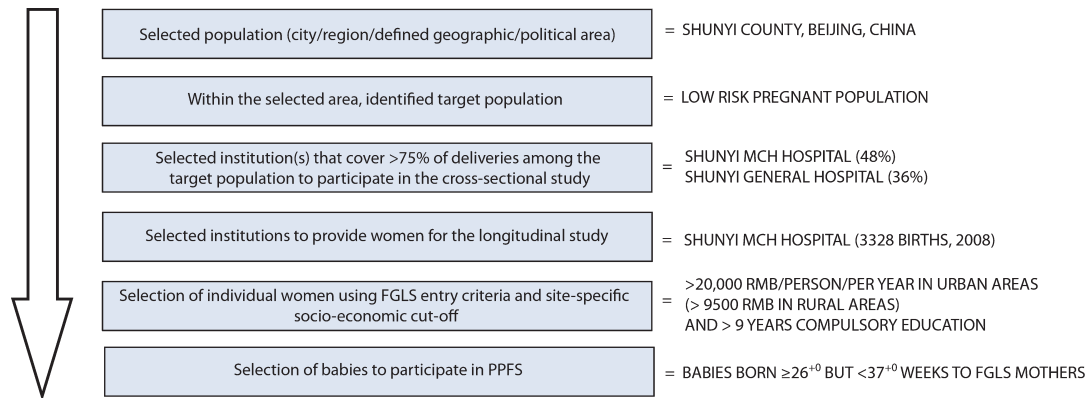 Selected population (city/region/defined geographic/political area)
= SHUNYI COUNTY, BEIJING, CHINA
Within the selected area, identified target population
= LOW RISK PREGNANT POPULATION
Selected institution(s) that cover >75% of deliveries among the
target population to participate in the cross-sectional study
= SHUNYI MCH HOSPITAL (48%)
SHUNYI GENERAL HOSPITAL (36%)
Selected institutions to provide women for the longitudinal study
= SHUNYI MCH HOSPITAL (3328 BIRTHS, 2008)
Selection of individual women using FGLS entry criteria and site-specific
socio-economic cut-off
= >20,000 RMB/PERSON/PER YEAR IN URBAN AREAS
(> 9500 RMB IN RURAL AREAS)
AND > 9 YEARS COMPULSORY EDUCATION
Selection of babies to participate in PPFS
= BABIES BORN ≥26⁺⁰ BUT <37⁺⁰ WEEKS TO FGLS MOTHERS